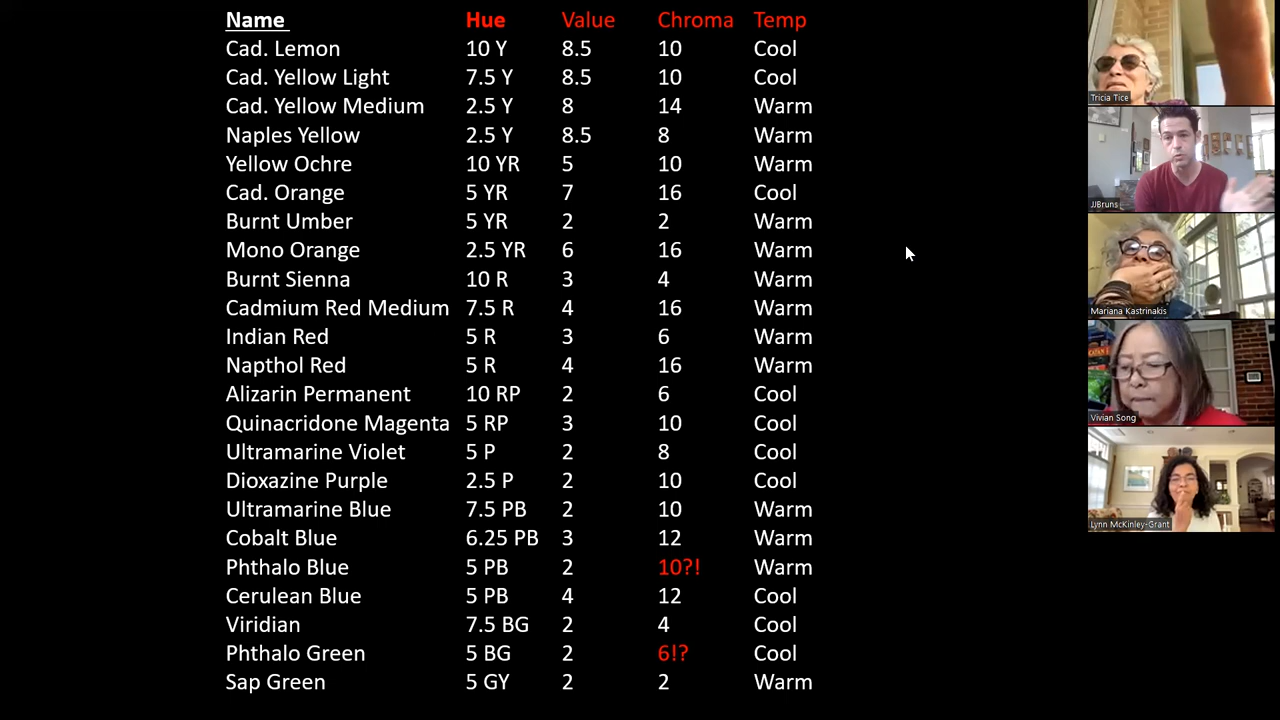 Name Hue Value Chroma Temp
Cad. Lemon 10 Y 8.5 10 Cool
Cad. Yellow Light 7.5 Y 8.5 10 Cool
Cad. Yellow Medium 2.5 Y 8 14 Warm
Naples Yellow 2.5 Y 8.5 8 Warm
Yellow Ochre 10 YR 5 10 Warm
Cad. Orange 5 YR 7 16 Cool
Burnt Umber 5 YR 2 2 Warm
Mono Orange 2.5 YR 6 16 Warm
Burnt Sienna 10 R 3 4 Warm
Cadmium Red Medium 7.5 R 4 16 Warm
Indian Red 5 R 3 6 Warm
Napthol Red 5 R 4 16 Warm
Alizarin Permanent 10 RP 2 6 Cool
Quinacridone Magenta 5 RP 3 10 Cool
Ultramarine Violet 5 P 2 8 Cool
Dioxazine Purple 2.5 P 2 10 Cool
Ultramarine Blue 7.5 PB 2 10 Warm
Cobalt Blue 6.25 PB 3 12 Warm
Phthalo Blue 5 PB 2 10?! Warm
Cerulean Blue 5 PB 4 12 Cool
Viridian 7.5 BG 2 4 Cool
Phthalo Green 5 BG 2 6!? Cool
Sap Green 5 GY 2 2 Warm
Tricia Tice
JJBruns
Mariana Kastrinakis
Vivian Song
Lynn McKinley-Grant